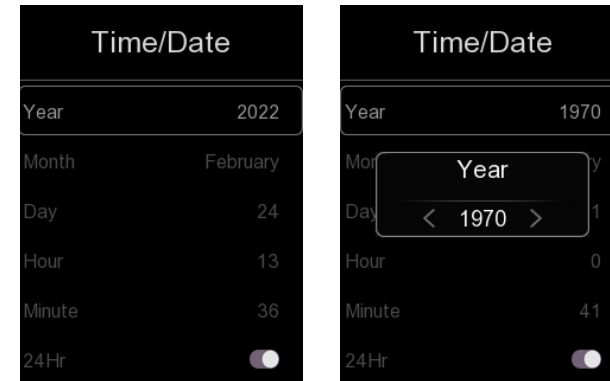 Time/Date
Year 2022
Month February
Day 24
Hour 13
Minute 36
24Hr
Time/Date
Year 1970
Mor y
Year
Day 1
< 1970 >
Hour 0
Minute 41
24Hr